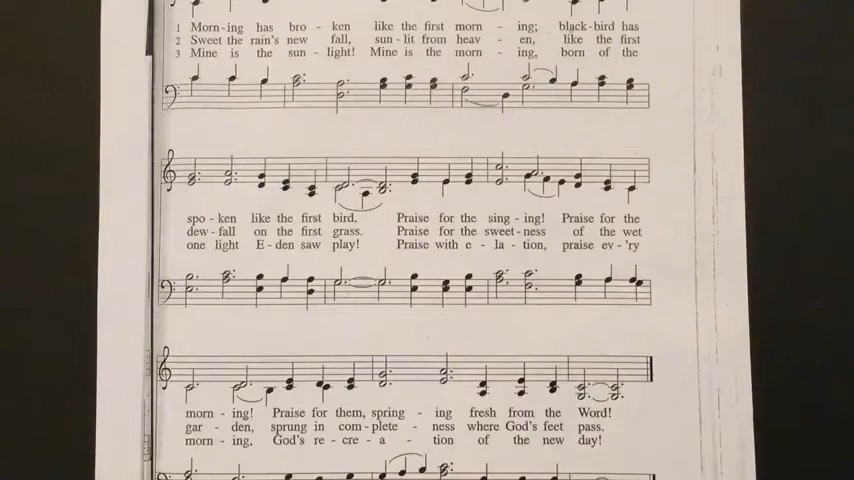 1 Morn-ing has bro - ken like the first morn - ing; black-bird has
2 Sweet the rain's new fall, sun - lit from heav - en, like the first
3 Mine is the sun - light! Mine is the morn - ing, born of the
spo - ken like the first bird. Praise for the sing - ing! Praise for the
dew - fall on the first grass. Praise for the sweet - ness of the wet
one light E - den saw play! Praise with e - la - tion, praise ev - 'ry
morn - ing! Praise for them, spring - ing fresh from the Word!
gar - den, sprung in com - plete - ness where God's feet pass.
morn - ing, God's re - cre - a - tion of the new day!